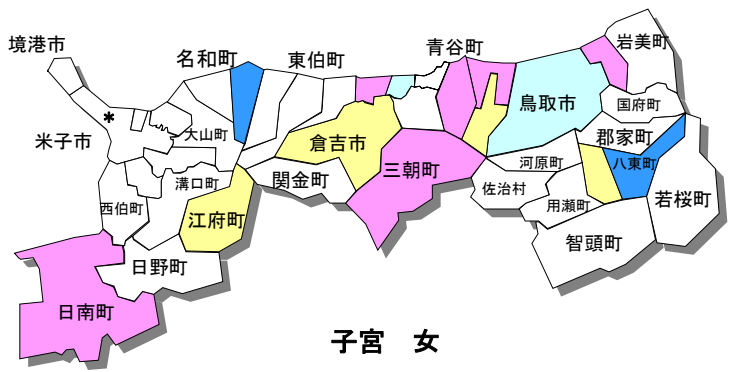 境港市
名和町
東伯町
青谷町
岩美町
*
米子市
大山町
倉吉市
鳥取市
国府町
郡家町
溝口町
関金町
三朝町
河原町
八東町
西伯町
江府町
佐治村
用瀬町
若桜町
日野町
智頭町
日南町
子宮 女